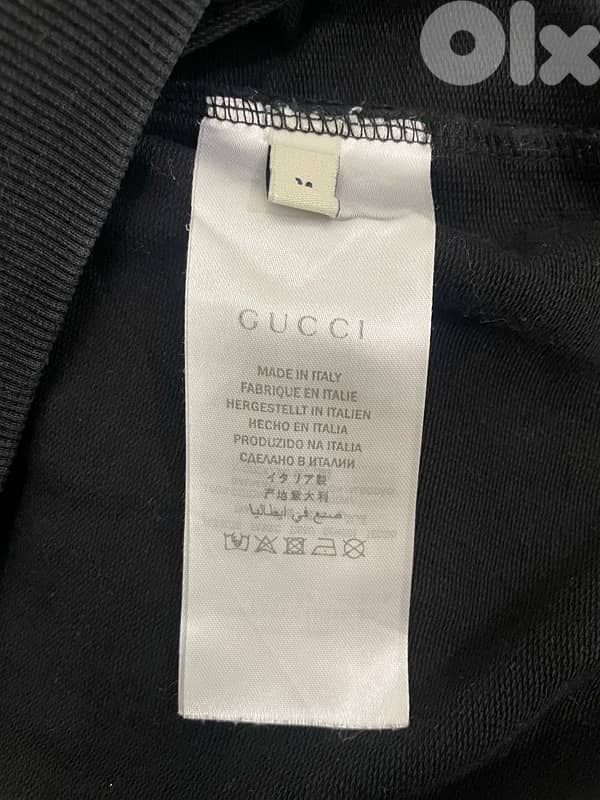 Olx
GUCCI
MADE IN ITALY
FABRIQUE EN ITALIE
HERGESTELLT IN ITALIEN
HECHO EN ITALIA
PRODUZIDO NA ITALIA
СДЕЛАНО В ИТАЛИИ
イタリア製
产地意大利
صنع في ايطاليا